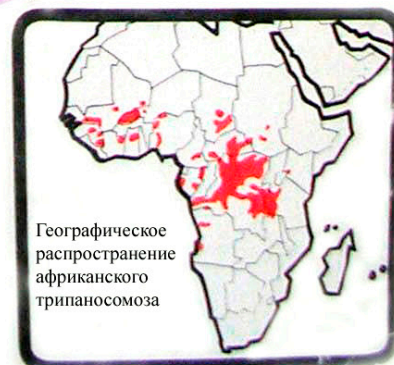 Географическое
распространение
африканского
трипаносомоза